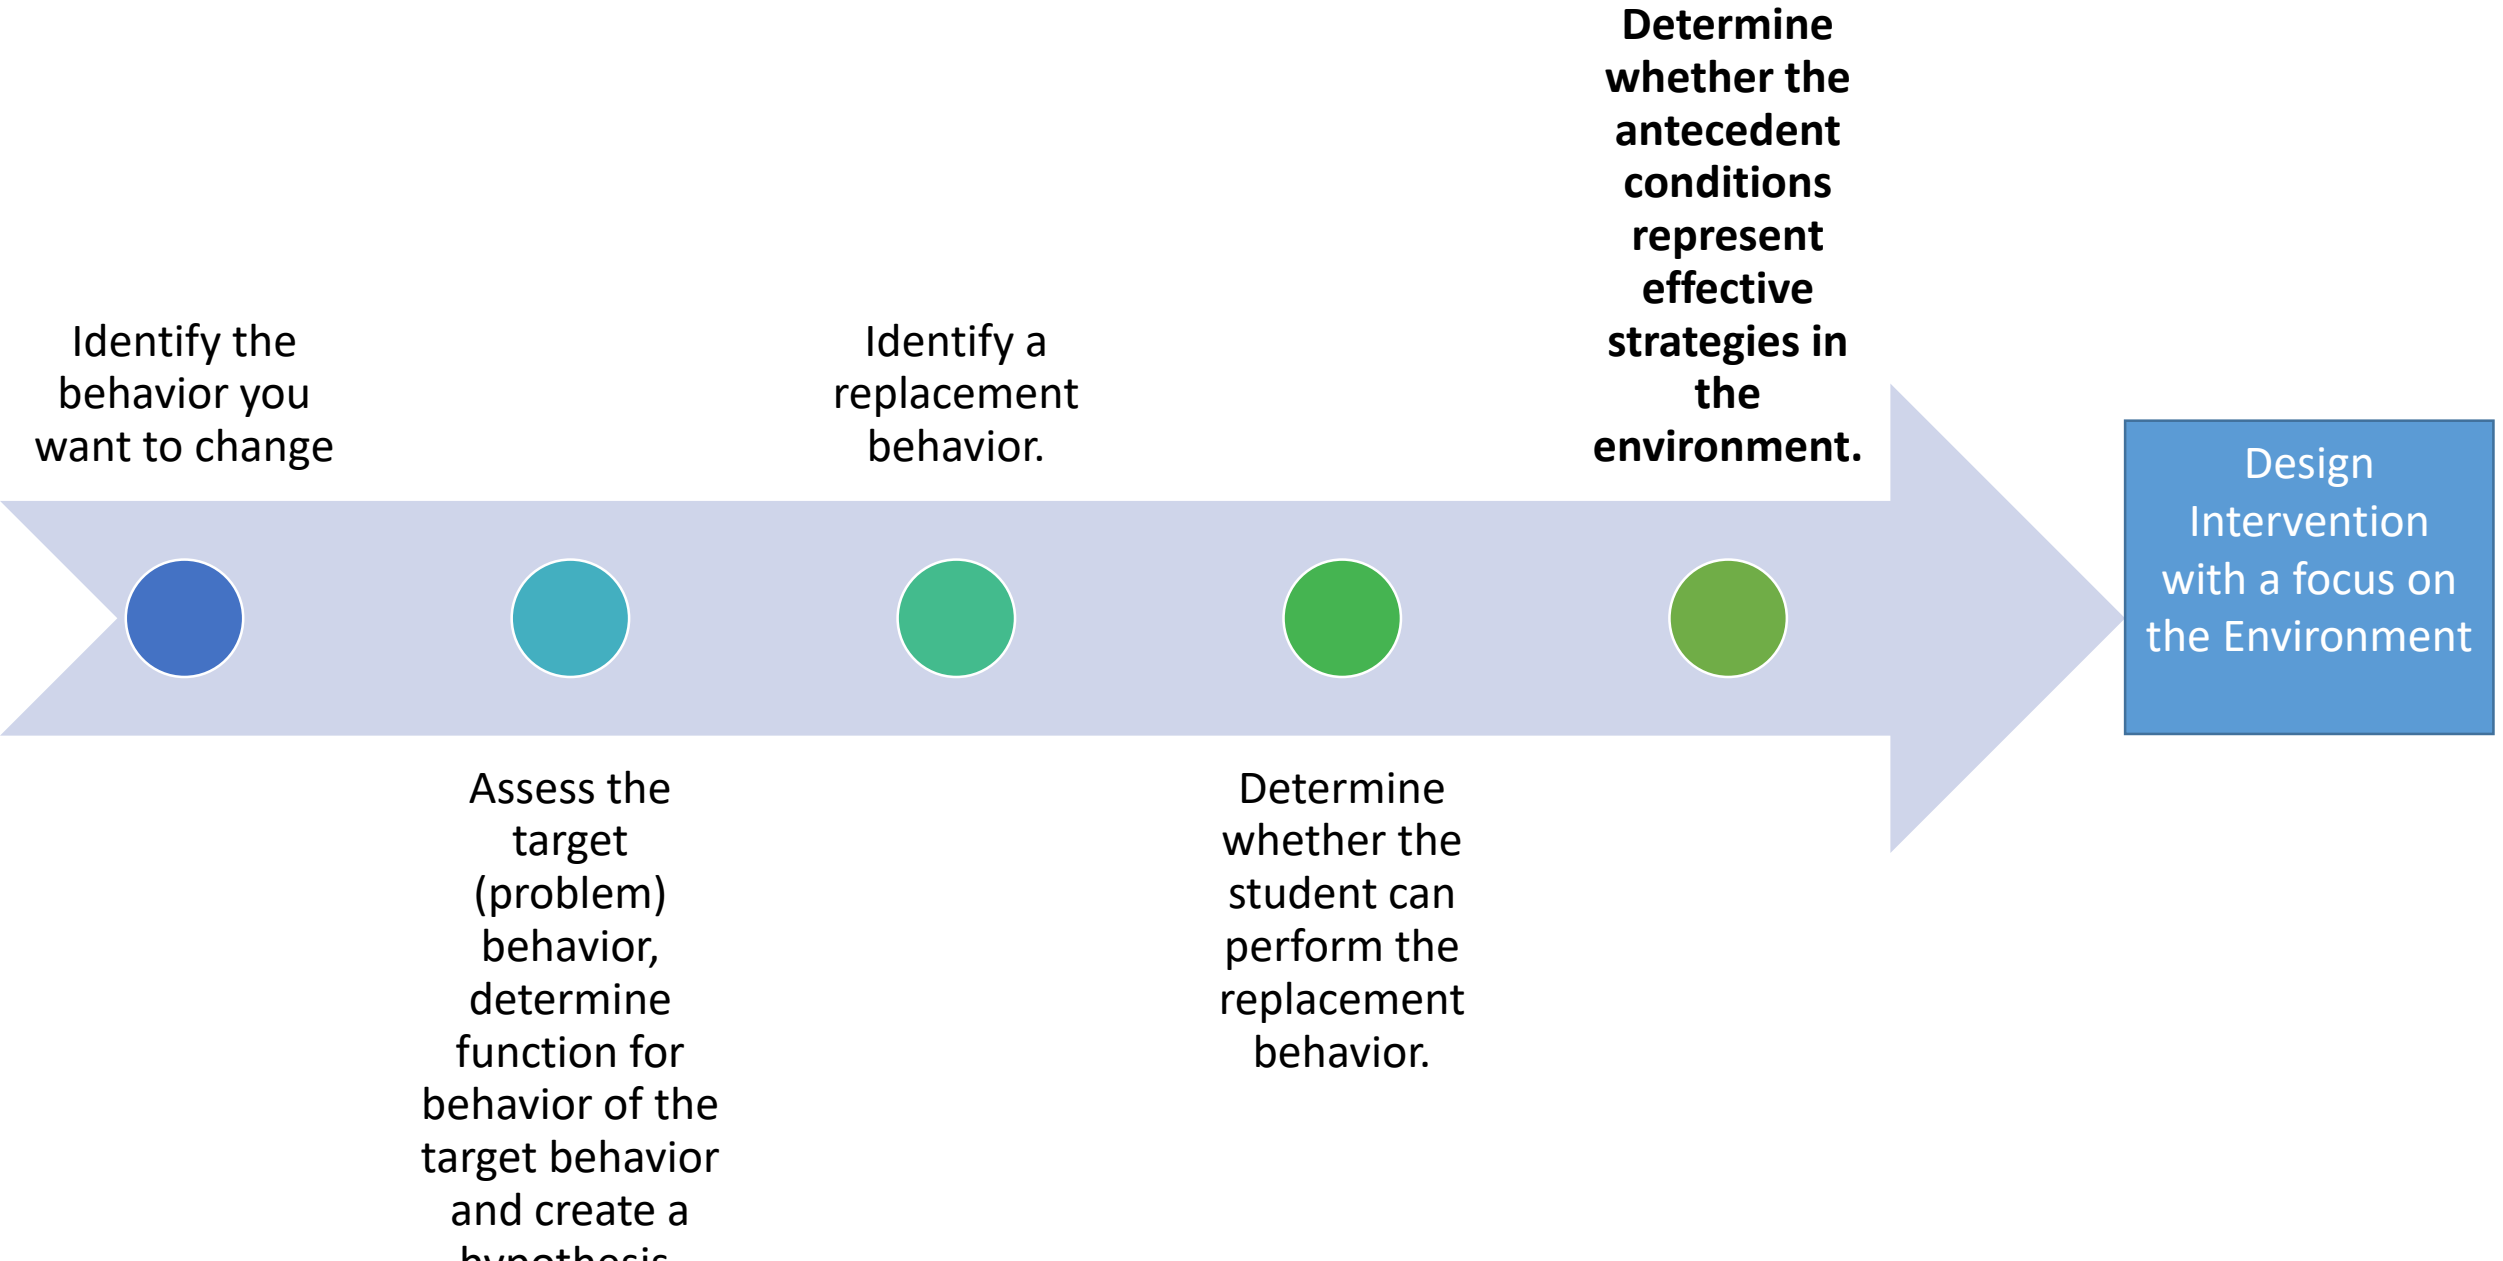 Identify the
behavior you
want to change
Assess the
target
(problem)
behavior,
determine
function for
behavior of the
target behavior
and create a
hypothesis
Identify a
replacement
behavior.
Determine
whether the
student can
perform the
replacement
behavior.
Determine
whether the
antecedent
conditions
represent
effective
strategies in
the
environment.
Design
Intervention
with a focus on
the Environment